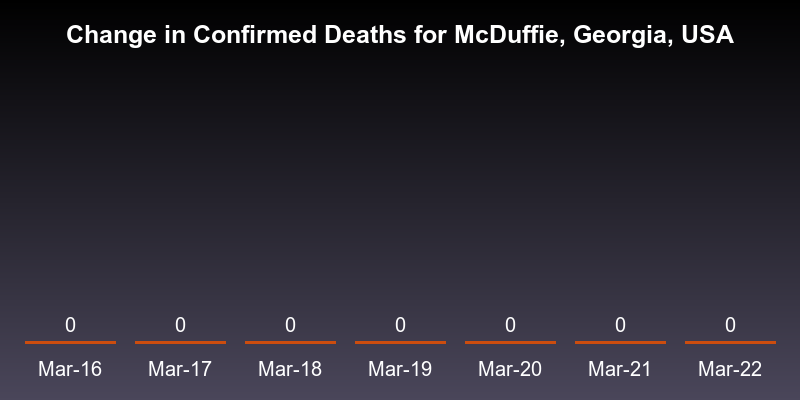 Change in Confirmed Deaths for McDuffie, Georgia, USA
0 0 0 0 0 0 0
Mar-16 Mar-17 Mar-18 Mar-19 Mar-20 Mar-21 Mar-22